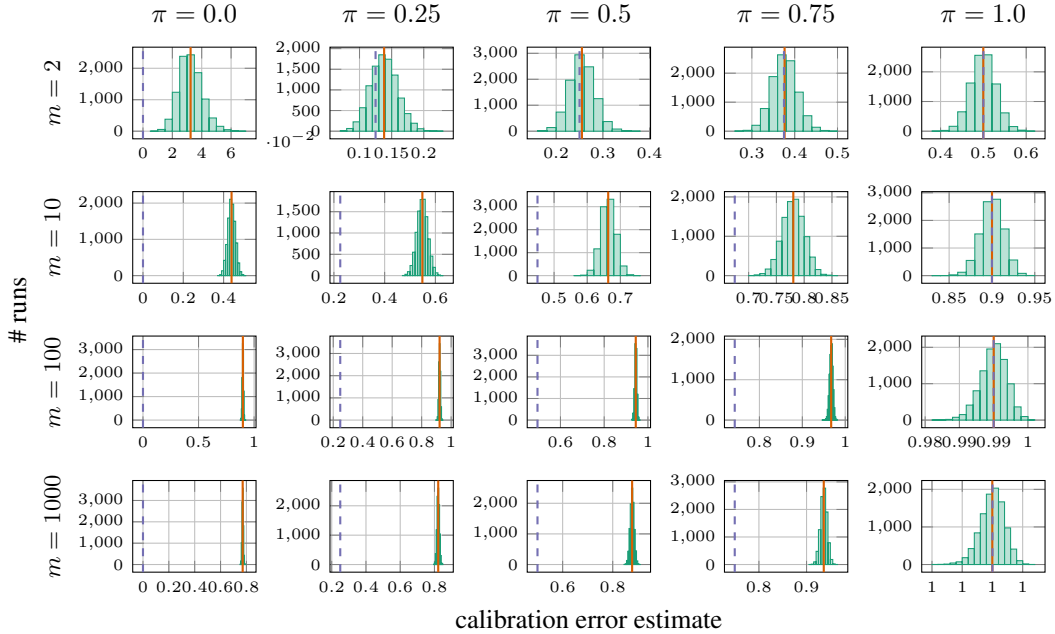 π = 0.0 π = 0.25 π = 0.5 π = 0.75 π = 1.0
m = 2
2,000 1,000 0
0 2 4 6
2,000 1,500 1,000 500 0
·10⁻²
0.1 0.15 0.2
3,000 2,000 1,000 0
0.2 0.3 0.4
2,000 1,000 0
0.3 0.4 0.5
2,000 1,000 0
0.4 0.5 0.6
m = 10
2,000 1,000 0
0 0.2 0.4
1,500 1,000 500 0
0.2 0.4 0.6
3,000 2,000 1,000 0
0.5 0.6 0.7
2,000 1,000 0
0.7 0.75 0.8 0.85
3,000 2,000 1,000 0
0.85 0.9 0.95
# runs
m = 100
3,000 2,000 1,000 0
0 0.5 1
3,000 2,000 1,000 0
0.2 0.4 0.6 0.8 1
3,000 2,000 1,000 0
0.6 0.8 1
2,000 1,000 0
0.8 0.9 1
2,000 1,000 0
0.98 0.99 0.99 1
m = 1000
3,000 2,000 1,000 0
0 0.2 0.4 0.6 0.8
2,000 1,000 0
0.2 0.4 0.6 0.8
2,000 1,000 0
0.6 0.8
3,000 2,000 1,000 0
0.8 0.9
2,000 1,000 0
1 1 1 1
calibration error estimate